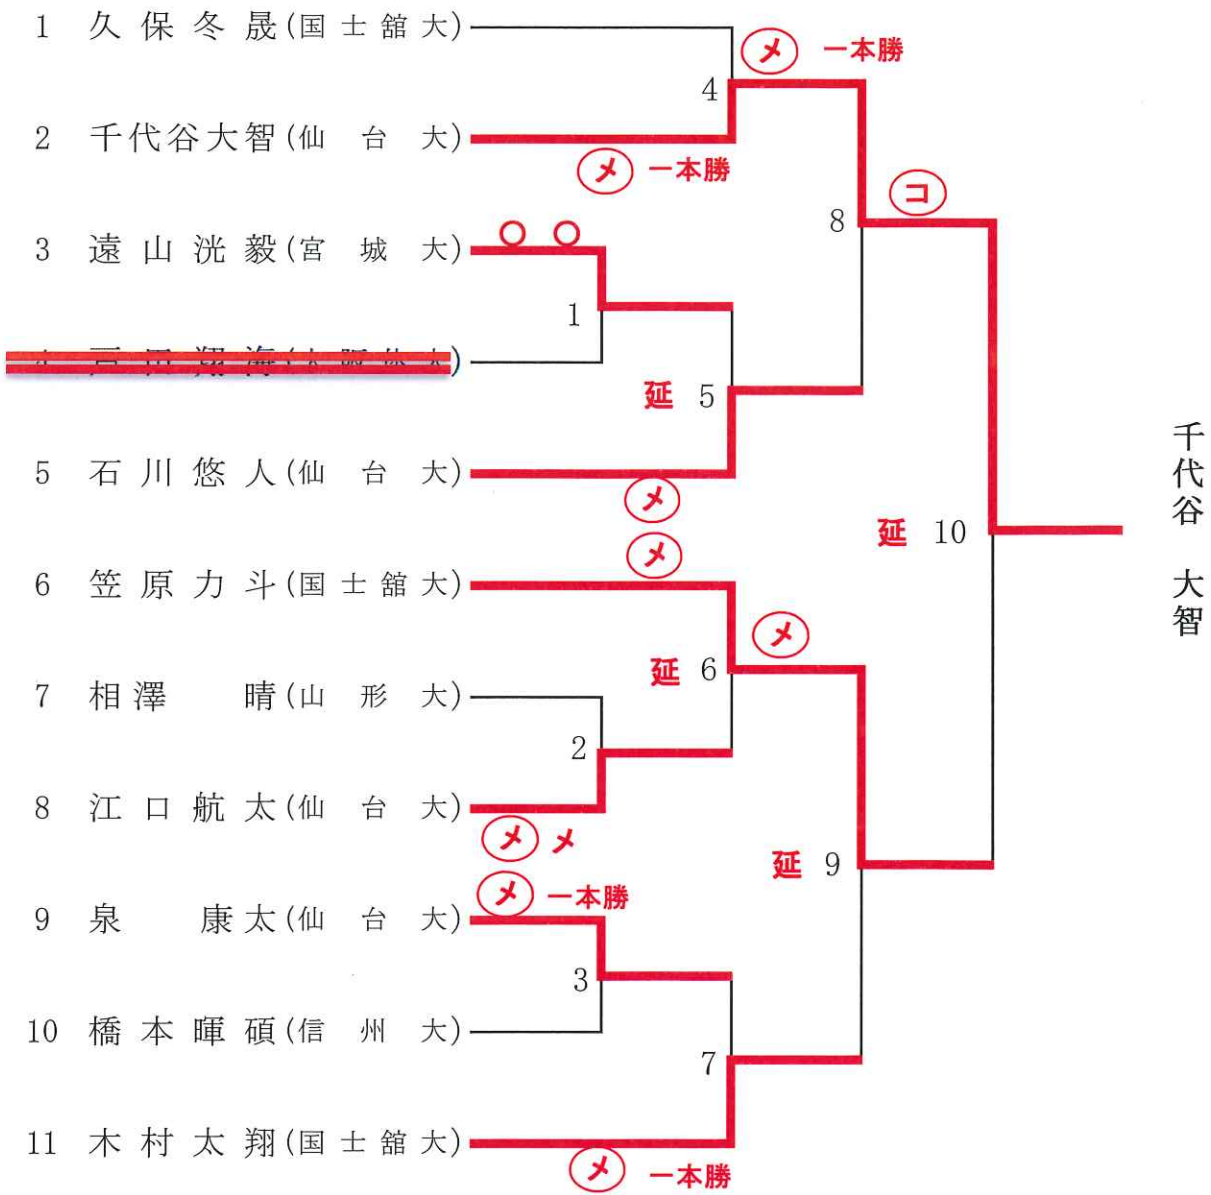 1 久保冬晟(国士舘大)
メ 一本勝
4
2 千代谷大智(仙台大)
メ 一本勝
コ
8
3 遠山洸毅(宮城大)
1
延 5
5 石川悠人(仙台大)
メ
千代谷 大智
延 10
メ
6 笠原力斗(国士舘大)
メ
延 6
7 相澤 晴(山形大)
2
8 江口航太(仙台大)
メ メ
延 9
メ 一本勝
9 泉 康太(仙台大)
3
10 橋本暉碩(信州大)
7
11 木村太翔(国士舘大)
メ 一本勝